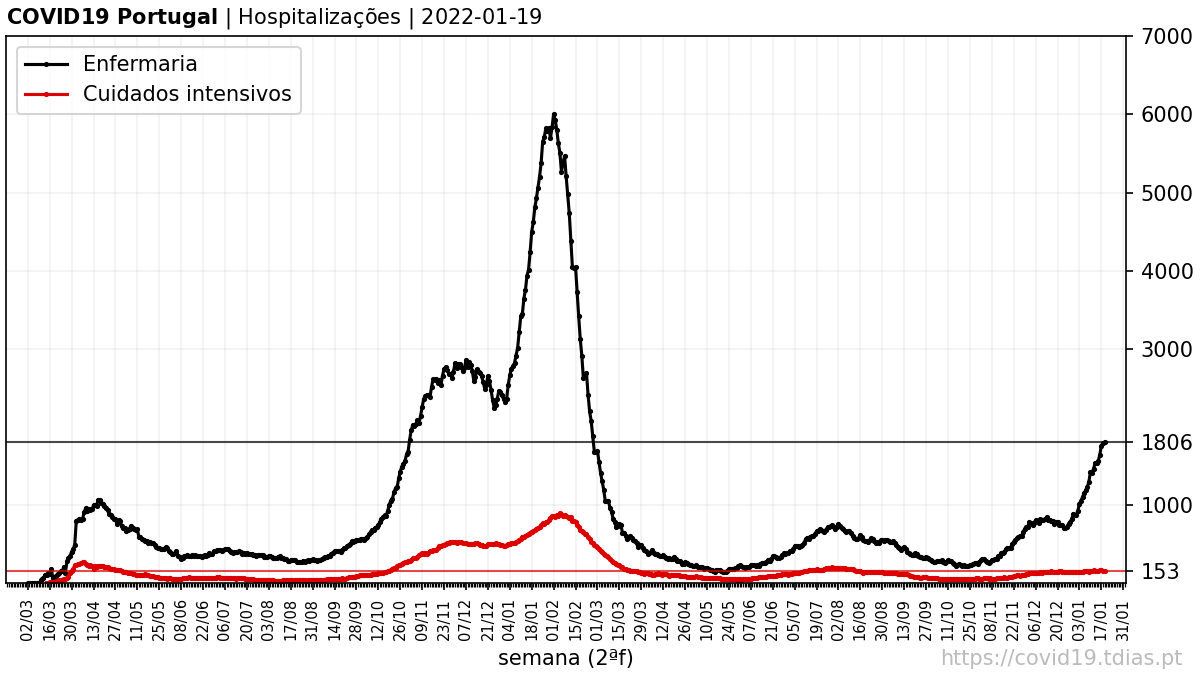 COVID19 Portugal | Hospitalizações | 2022-01-19
Enfermaria
Cuidados intensivos
7000
6000
5000
4000
3000
1806
1000
153
02/03 16/03 30/03 13/04 27/04 11/05 25/05 08/06 22/06 06/07 20/07 03/08 17/08 31/08 14/09 28/09 12/10 26/10 09/11 23/11 07/12 21/12 04/01 18/01 01/02 15/02 01/03 15/03 29/03 12/04 26/04 10/05 24/05 07/06 21/06 05/07 19/07 02/08 16/08 30/08 13/09 27/09 11/10 25/10 08/11 22/11 06/12 20/12 03/01 17/01 31/01
semana (2ªf)
https://covid19.tdias.pt